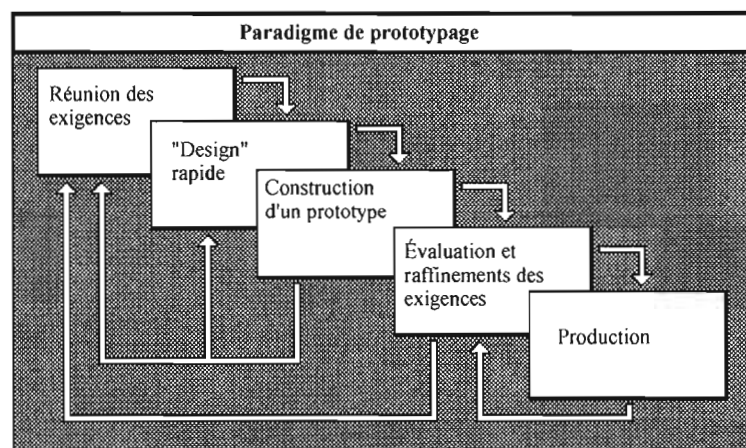 Paradigme de prototypage
Réunion des
exigences
"Design"
rapide
Construction
d'un prototype
Évaluation et
raffinements des
exigences
Production